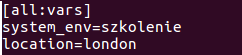 [all:vars]
system_env=szkolenie
location=london